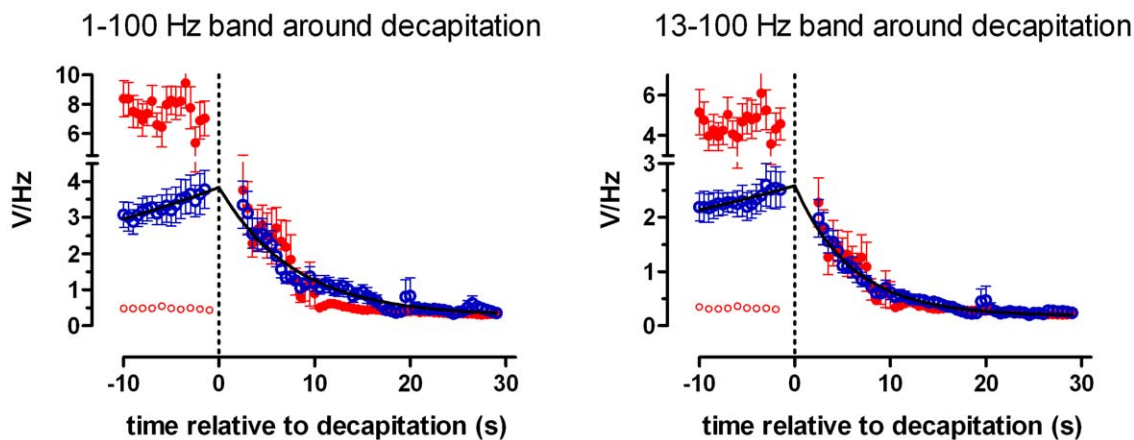 1-100 Hz band around decapitation
13-100 Hz band around decapitation
V/Hz
10
8
6
4
3
2
1
0
-10 0 10 20 30
time relative to decapitation (s)
V/Hz
6
4
2
3
2
1
0
-10 0 10 20 30
time relative to decapitation (s)